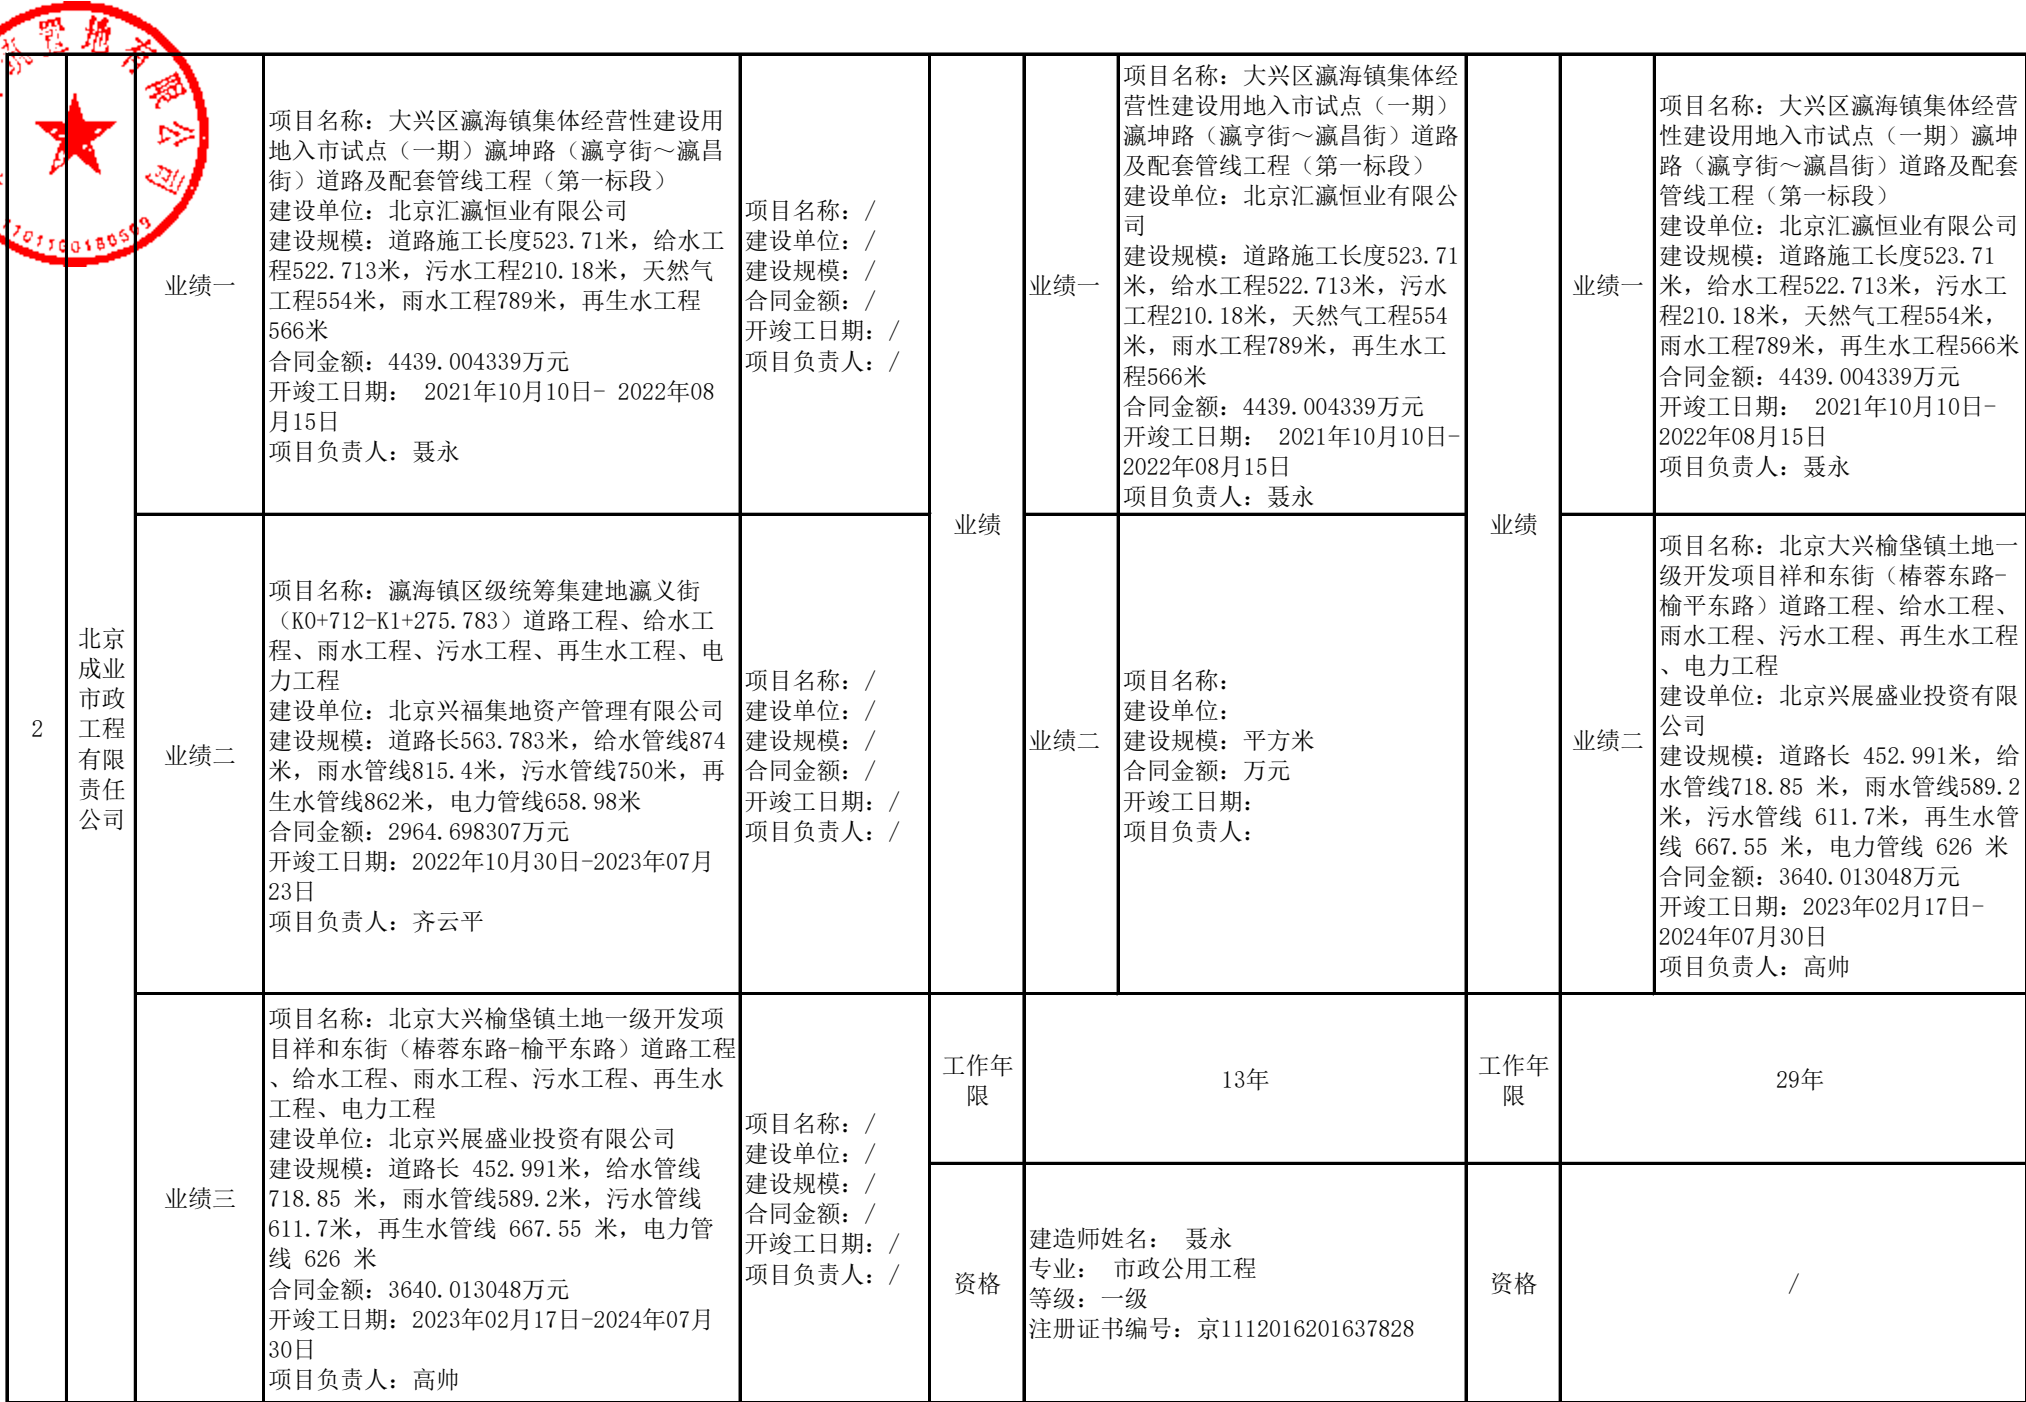 置地有限公司
2
北京
成业
市政
工程
有限
责任
公司
业绩一
项目名称：大兴区瀛海镇集体经营性建设用
地入市试点（一期）瀛坤路（瀛亨街～瀛昌
街）道路及配套管线工程（第一标段）
建设单位：北京汇瀛恒业有限公司
建设规模：道路施工长度523.71米，给水工
程522.713米，污水工程210.18米，天然气
工程554米，雨水工程789米，再生水工程
566米
合同金额：4439.004339万元
开竣工日期： 2021年10月10日- 2022年08
月15日
项目负责人：聂永
项目名称：/
建设单位：/
建设规模：/
合同金额：/
开竣工日期：/
项目负责人：/
业绩
业绩一
项目名称：大兴区瀛海镇集体经
营性建设用地入市试点（一期）
瀛坤路（瀛亨街～瀛昌街）道路
及配套管线工程（第一标段）
建设单位：北京汇瀛恒业有限公
司
建设规模：道路施工长度523.71
米，给水工程522.713米，污水
工程210.18米，天然气工程554
米，雨水工程789米，再生水工
程566米
合同金额：4439.004339万元
开竣工日期： 2021年10月10日-
2022年08月15日
项目负责人：聂永
业绩
业绩一
项目名称：大兴区瀛海镇集体经营
性建设用地入市试点（一期）瀛坤
路（瀛亨街～瀛昌街）道路及配套
管线工程（第一标段）
建设单位：北京汇瀛恒业有限公司
建设规模：道路施工长度523.71
米，给水工程522.713米，污水工
程210.18米，天然气工程554米，
雨水工程789米，再生水工程566米
合同金额：4439.004339万元
开竣工日期： 2021年10月10日-
2022年08月15日
项目负责人：聂永
业绩二
项目名称：瀛海镇区级统筹集建地瀛义街
（K0+712-K1+275.783）道路工程、给水工
程、雨水工程、污水工程、再生水工程、电
力工程
建设单位：北京兴福集地资产管理有限公司
建设规模：道路长563.783米，给水管线874
米，雨水管线815.4米，污水管线750米，再
生水管线862米，电力管线658.98米
合同金额：2964.698307万元
开竣工日期：2022年10月30日-2023年07月
23日
项目负责人：齐云平
项目名称：/
建设单位：/
建设规模：/
合同金额：/
开竣工日期：/
项目负责人：/
业绩二
项目名称：
建设单位：
建设规模：平方米
合同金额：万元
开竣工日期：
项目负责人：
业绩二
项目名称：北京大兴榆垡镇土地一
级开发项目祥和东街（椿蓉东路-
榆平东路）道路工程、给水工程、
雨水工程、污水工程、再生水工程
、电力工程
建设单位：北京兴展盛业投资有限
公司
建设规模：道路长 452.991米，给
水管线718.85 米，雨水管线589.2
米，污水管线 611.7米，再生水管
线 667.55 米，电力管线 626 米
合同金额：3640.013048万元
开竣工日期：2023年02月17日-
2024年07月30日
项目负责人：高帅
业绩三
项目名称：北京大兴榆垡镇土地一级开发项
目祥和东街（椿蓉东路-榆平东路）道路工程
、给水工程、雨水工程、污水工程、再生水
工程、电力工程
建设单位：北京兴展盛业投资有限公司
建设规模：道路长 452.991米，给水管线
718.85 米，雨水管线589.2米，污水管线
611.7米，再生水管线 667.55 米，电力管
线 626 米
合同金额：3640.013048万元
开竣工日期：2023年02月17日-2024年07月
30日
项目负责人：高帅
项目名称：/
建设单位：/
建设规模：/
合同金额：/
开竣工日期：/
项目负责人：/
工作年
限
13年
工作年
限
29年
资格
建造师姓名： 聂永
专业： 市政公用工程
等级：一级
注册证书编号：京1112016201637828
资格
/